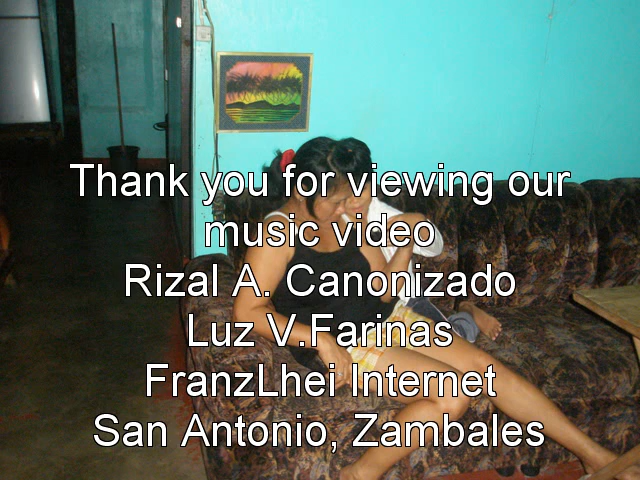 Thank you for viewing our
music video
Rizal A. Canonizado
Luz V.Farinas
FranzLhei Internet
San Antonio, Zambales